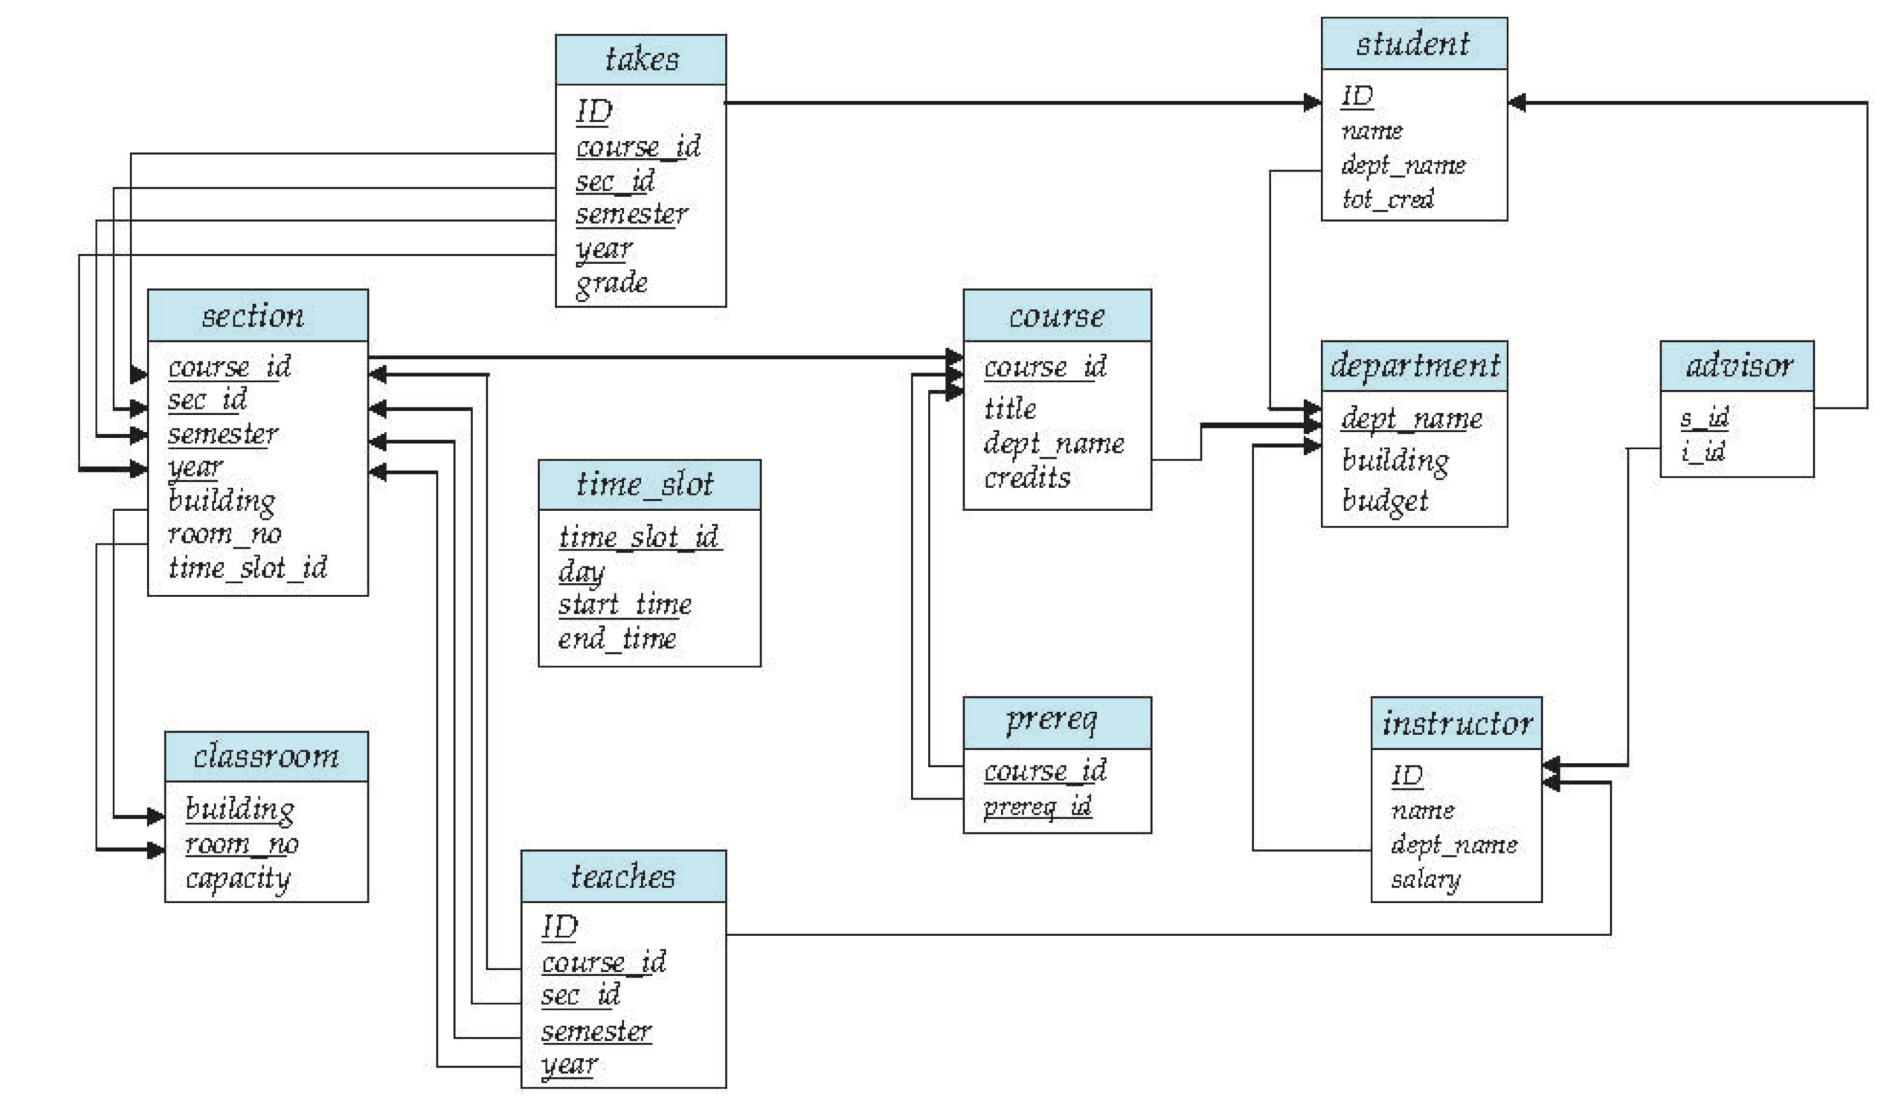 takes
ID
course_id
sec_id
semester
year
grade
student
ID
name
dept_name
tot_cred
section
course_id
sec_id
semester
year
building
room_no
time_slot_id
course
course_id
title
dept_name
credits
department
dept_name
building
budget
advisor
s_id
i_id
time_slot
time_slot_id
day
start_time
end_time
prereq
course_id
prereq_id
instructor
ID
name
dept_name
salary
classroom
building
room_no
capacity
teaches
ID
course_id
sec_id
semester
year